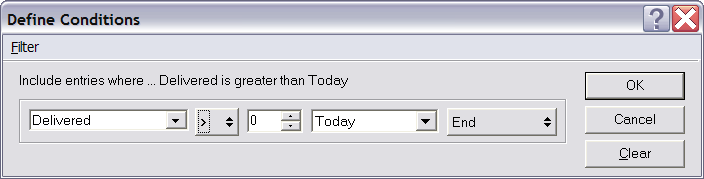 Define Conditions
Filter
Include entries where ... Delivered is greater than Today
Delivered > 0 Today End
OK
Cancel
Clear